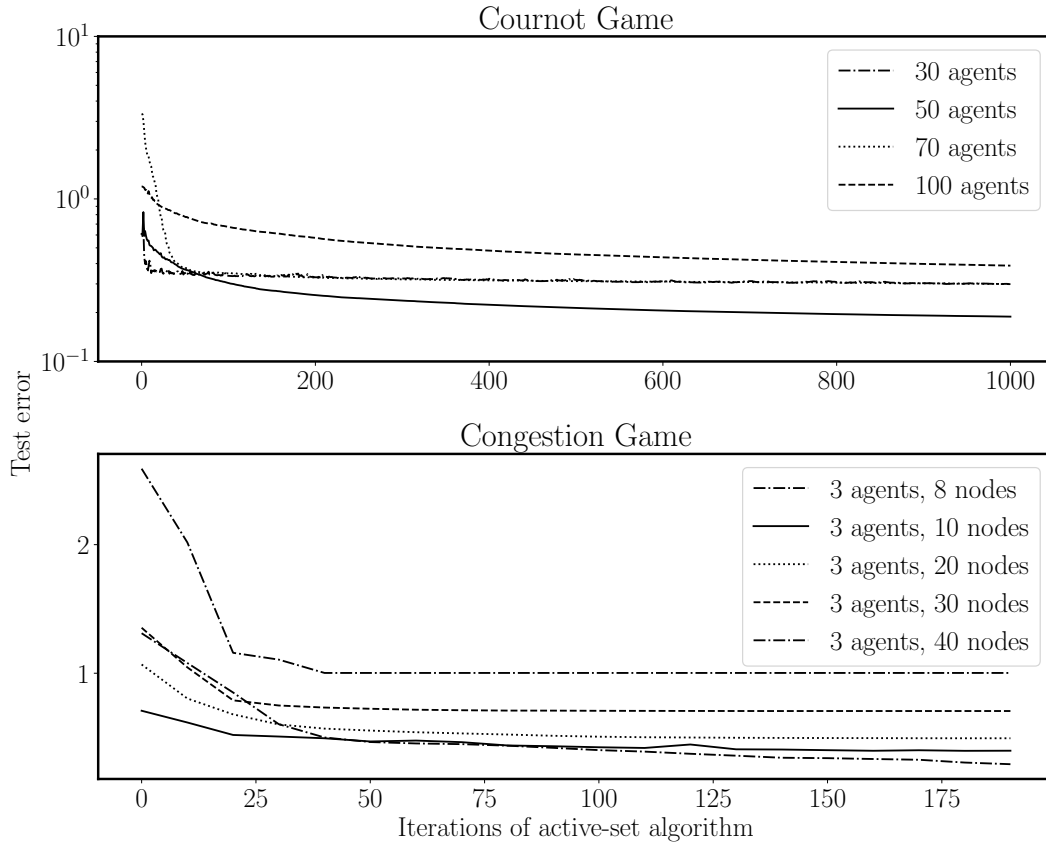 Cournot Game
10^1
10^0
10^-1
30 agents
50 agents
70 agents
100 agents
0 200 400 600 800 1000
Test error
Congestion Game
2
1
3 agents, 8 nodes
3 agents, 10 nodes
3 agents, 20 nodes
3 agents, 30 nodes
3 agents, 40 nodes
0 25 50 75 100 125 150 175
Iterations of active-set algorithm